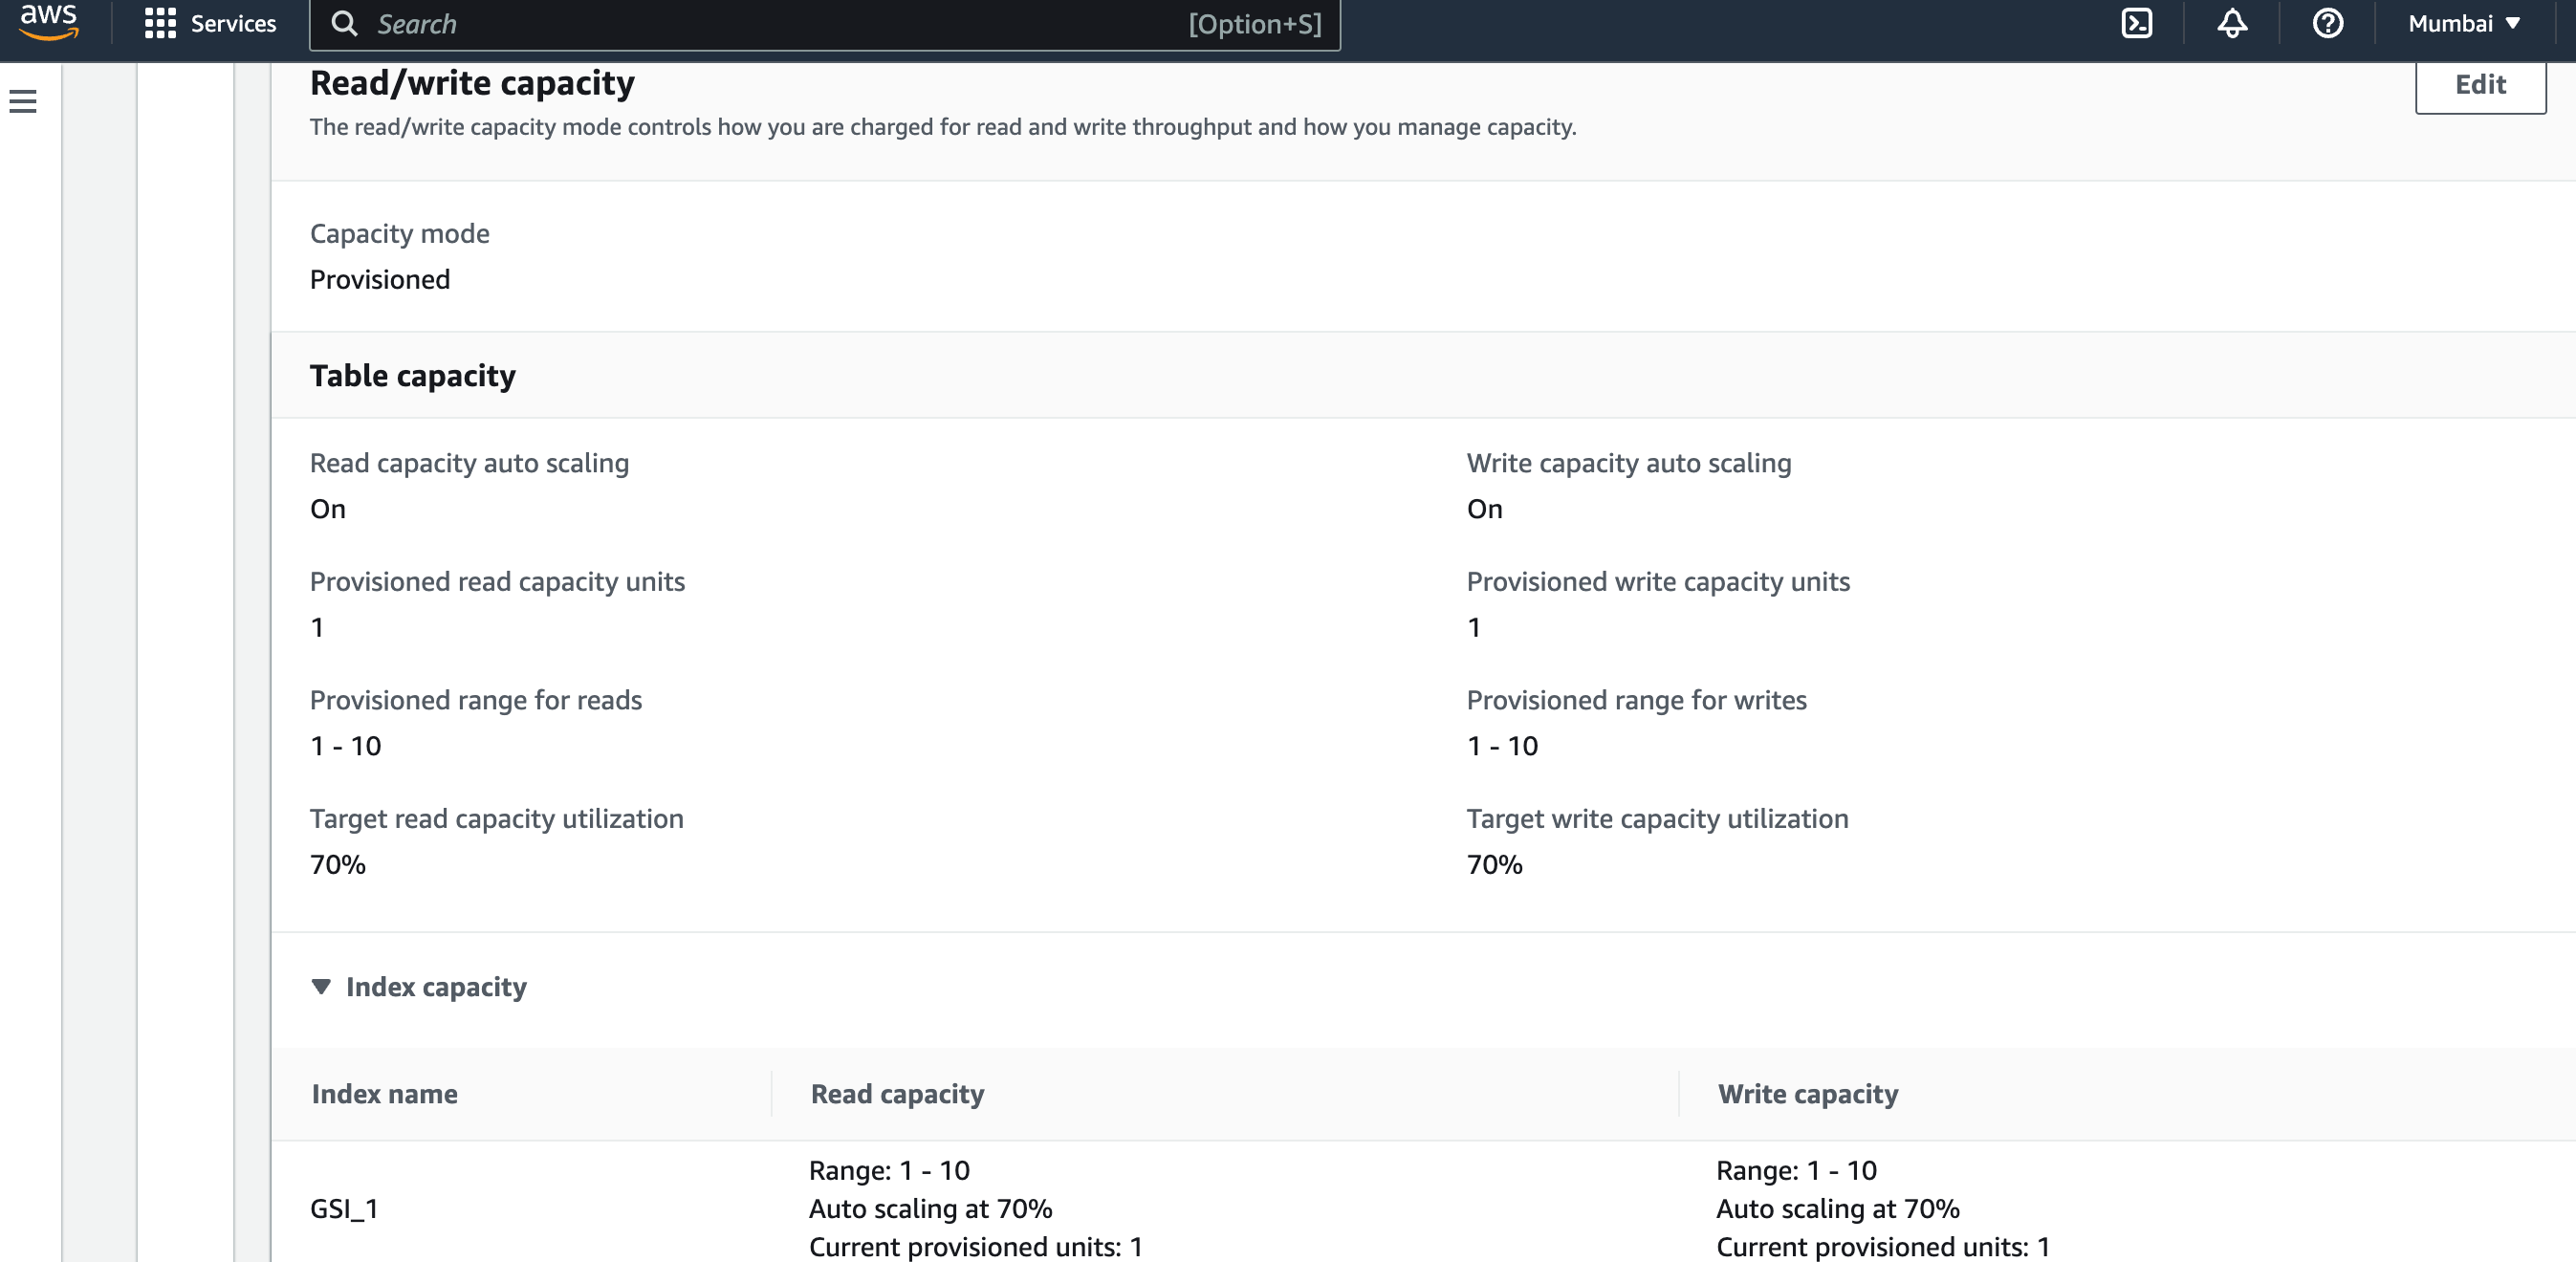 aws
Services
Search [Option+S]
Mumbai
Read/write capacity
Edit
The read/write capacity mode controls how you are charged for read and write throughput and how you manage capacity.
Capacity mode
Provisioned
Table capacity
Read capacity auto scaling
On
Write capacity auto scaling
On
Provisioned read capacity units
1
Provisioned write capacity units
1
Provisioned range for reads
1 - 10
Provisioned range for writes
1 - 10
Target read capacity utilization
70%
Target write capacity utilization
70%
Index capacity
Index name Read capacity Write capacity
GSI_1
Range: 1 - 10
Auto scaling at 70%
Current provisioned units: 1
Range: 1 - 10
Auto scaling at 70%
Current provisioned units: 1